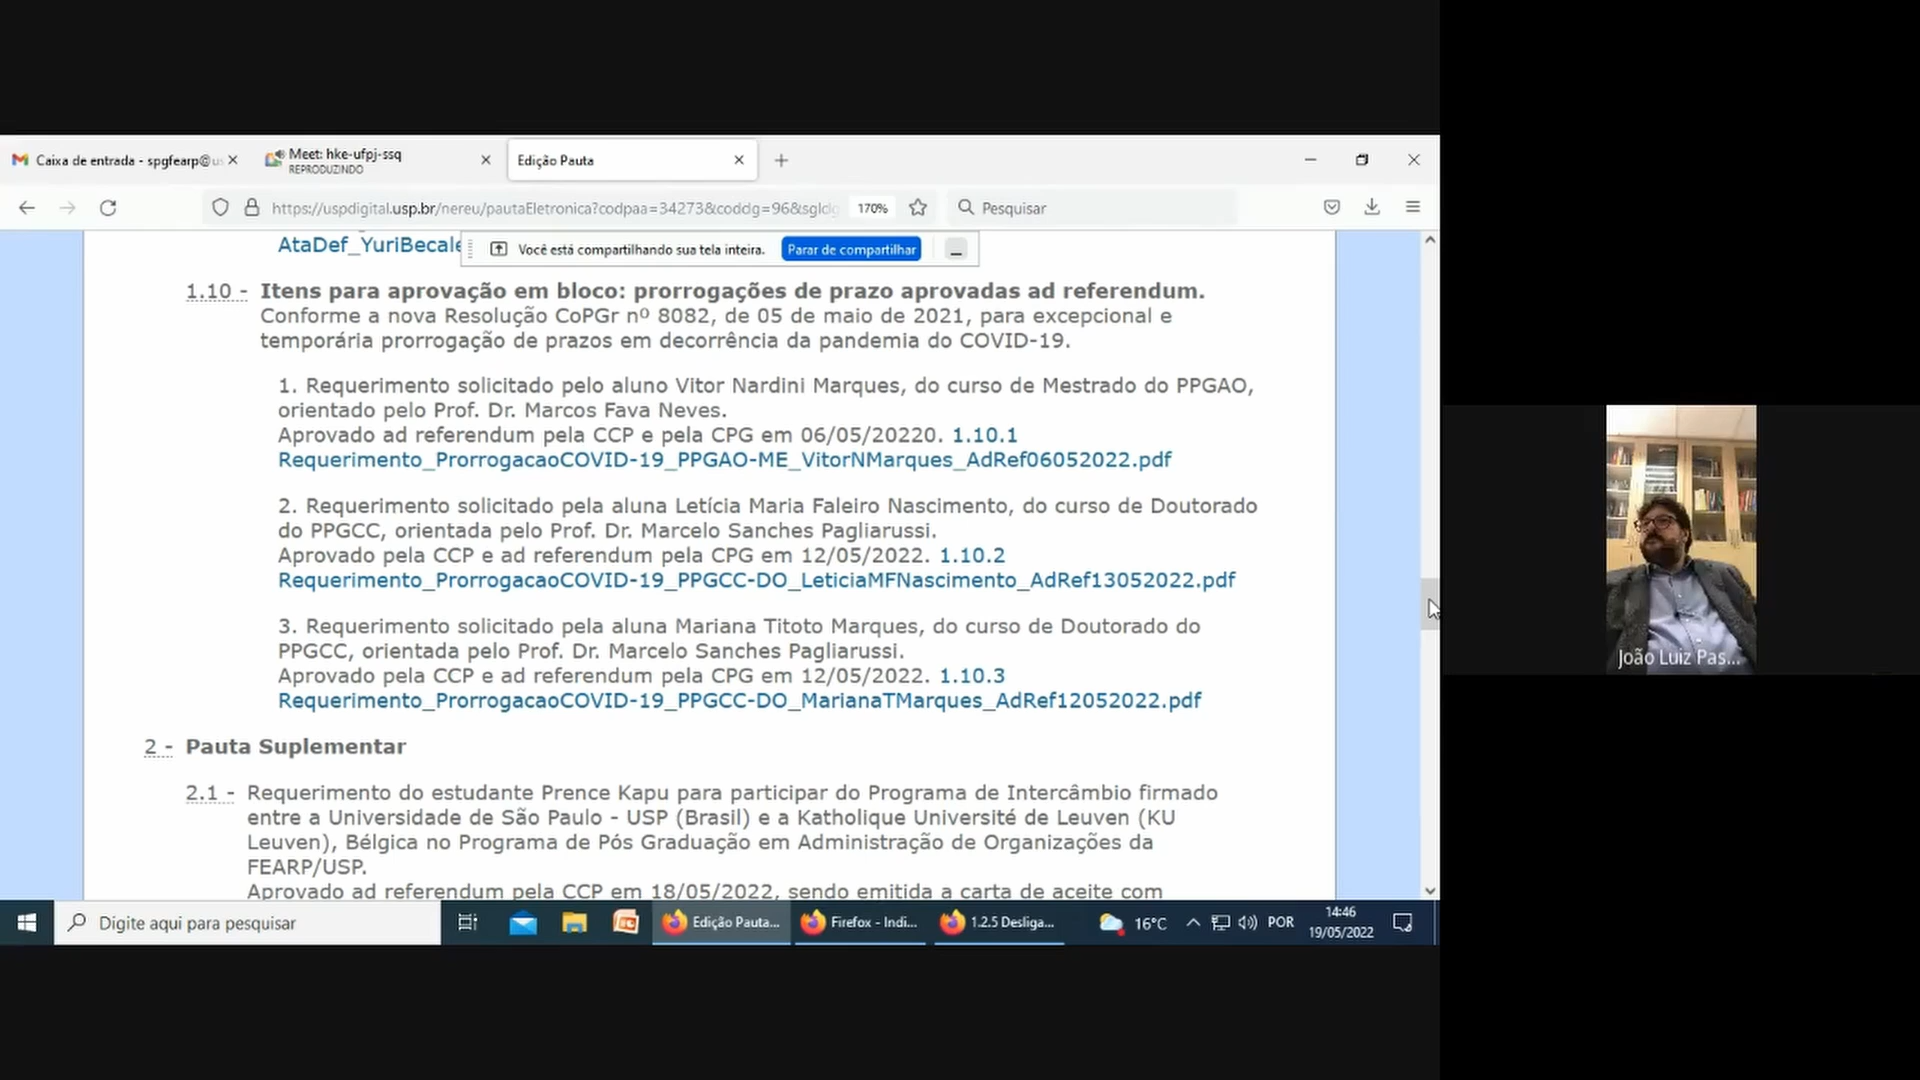 Caixa de entrada - spgfearp@us
Meet: hke-ufpj-ssq
REPRODUZINDO
Edição Pauta
https://uspdigital.usp.br/nereu/pautaEletronica?codpaa=34273&codclg=96&sglclg
170%
Pesquisar
AtaDef_YuriBecale
Você está compartilhando sua tela inteira.
Parar de compartilhar
1.10 - Itens para aprovação em bloco: prorrogações de prazo aprovadas ad referendum.
Conforme a nova Resolução CoPGr nº 8082, de 05 de maio de 2021, para excepcional e
temporária prorrogação de prazos em decorrência da pandemia do COVID-19.
1. Requerimento solicitado pelo aluno Vitor Nardini Marques, do curso de Mestrado do PPGAO,
orientado pelo Prof. Dr. Marcos Fava Neves.
Aprovado ad referendum pela CCP e pela CPG em 06/05/20220. 1.10.1
Requerimento_ProrrogacaoCOVID-19_PPGAO-ME_VitorNMarques_AdRef06052022.pdf
2. Requerimento solicitado pela aluna Letícia Maria Faleiro Nascimento, do curso de Doutorado
do PPGCC, orientada pelo Prof. Dr. Marcelo Sanches Pagliarussi.
Aprovado pela CCP e ad referendum pela CPG em 12/05/2022. 1.10.2
Requerimento_ProrrogacaoCOVID-19_PPGCC-DO_LeticiaMFNascimento_AdRef13052022.pdf
3. Requerimento solicitado pela aluna Mariana Titoto Marques, do curso de Doutorado do
PPGCC, orientada pelo Prof. Dr. Marcelo Sanches Pagliarussi.
Aprovado pela CCP e ad referendum pela CPG em 12/05/2022. 1.10.3
Requerimento_ProrrogacaoCOVID-19_PPGCC-DO_MarianaTMarques_AdRef12052022.pdf
2 - Pauta Suplementar
2.1 - Requerimento do estudante Prence Kapu para participar do Programa de Intercâmbio firmado
entre a Universidade de São Paulo - USP (Brasil) e a Katholique Université de Leuven (KU
Leuven), Bélgica no Programa de Pós Graduação em Administração de Organizações da
FEARP/USP.
Aprovado ad referendum pela CCP em 18/05/2022, sendo emitida a carta de aceite com
João Luiz Pas...
Digite aqui para pesquisar
Edição Pauta...
Firefox - Indi...
1.2.5 Desliga...
16°C
POR
14:46
19/05/2022